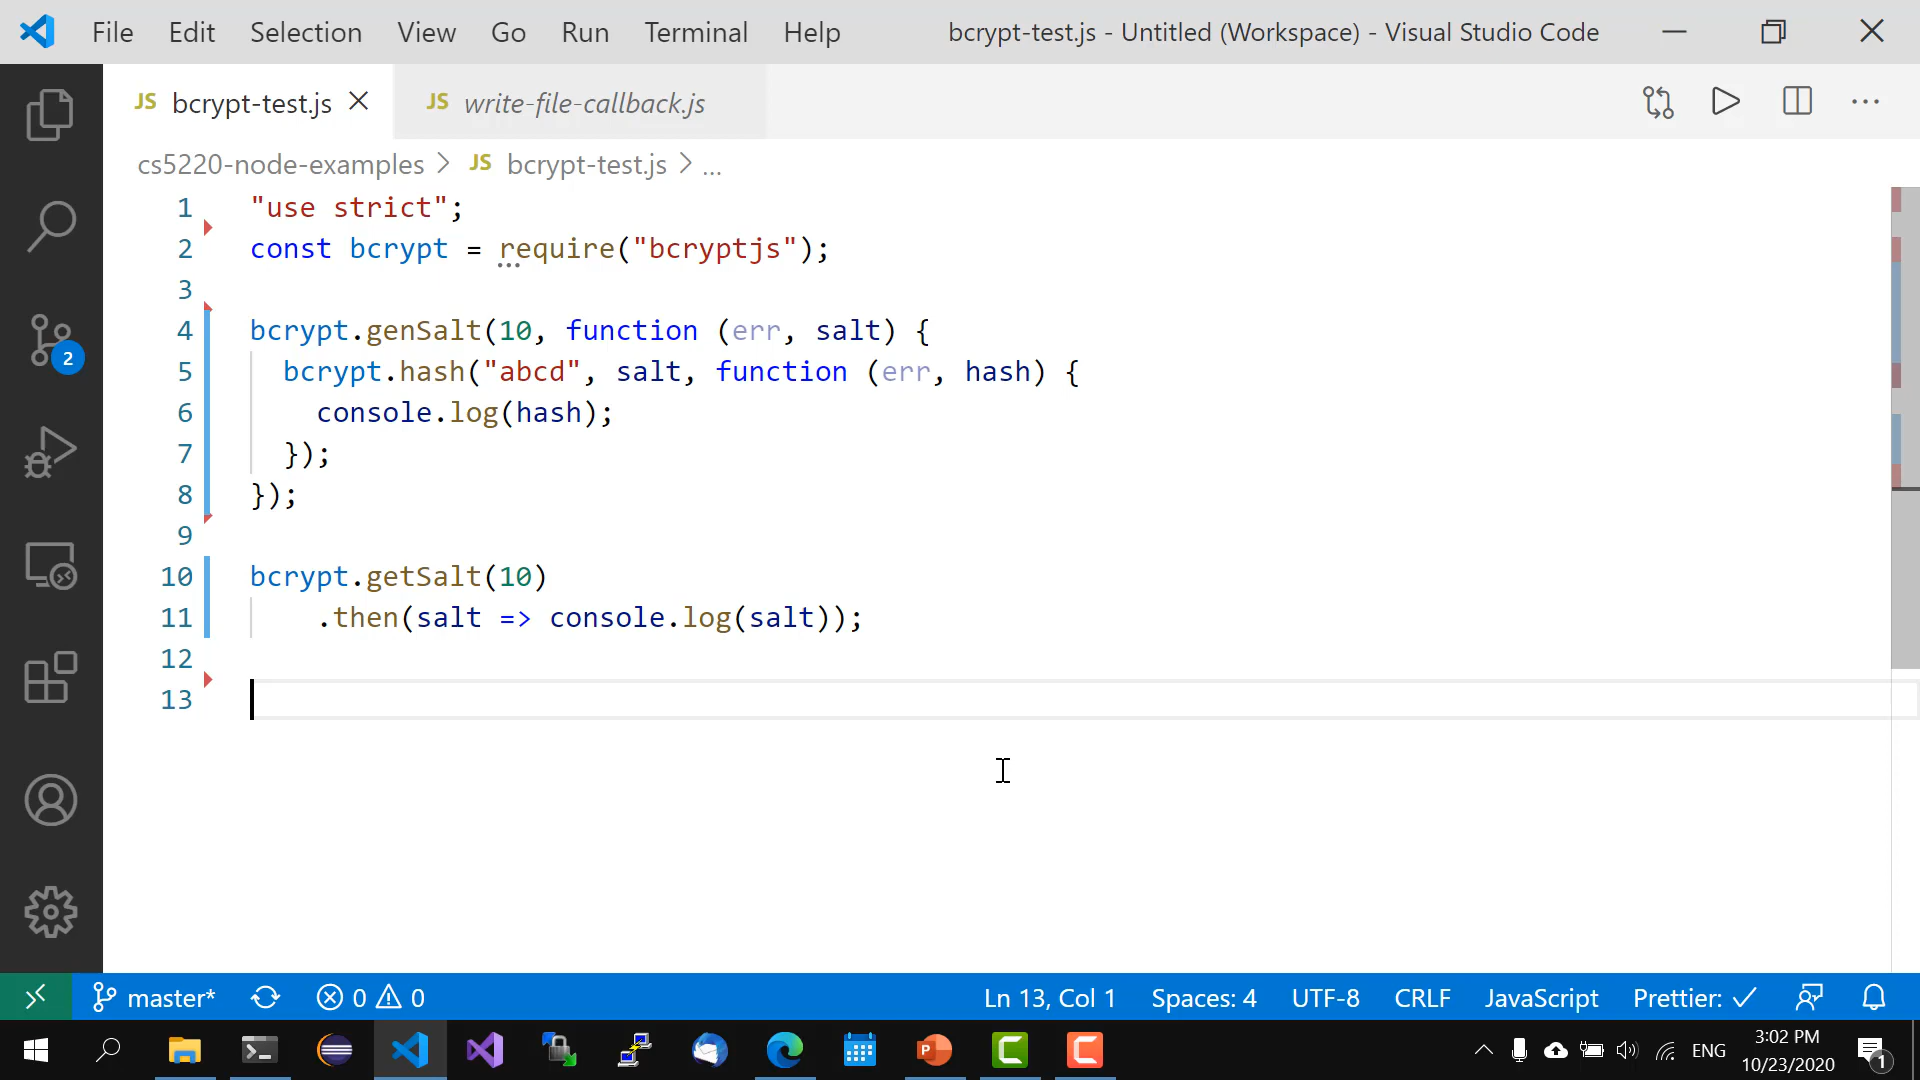 File Edit Selection View Go Run Terminal Help bcrypt-test.js - Untitled (Workspace) - Visual Studio Code
JS bcrypt-test.js JS write-file-callback.js
cs5220-node-examples > JS bcrypt-test.js > ...
1 "use strict";
2 const bcrypt = require("bcryptjs");
3
4 bcrypt.genSalt(10, function (err, salt) {
5 bcrypt.hash("abcd", salt, function (err, hash) {
6 console.log(hash);
7 });
8 });
9
10 bcrypt.getSalt(10)
11 .then(salt => console.log(salt));
12
13
2
master* 0 0 Ln 13, Col 1 Spaces: 4 UTF-8 CRLF JavaScript Prettier: ✓
ENG 3:02 PM 1
10/23/2020